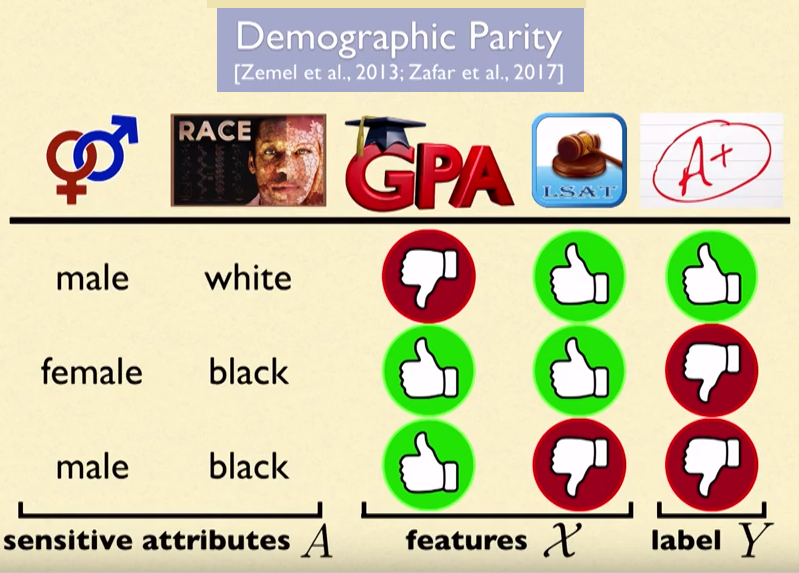 Demographic Parity
[Zemel et al., 2013; Zafar et al., 2017]
RACE GPA LSAT A+
male white
female black
male black
sensitive attributes A features X label Y